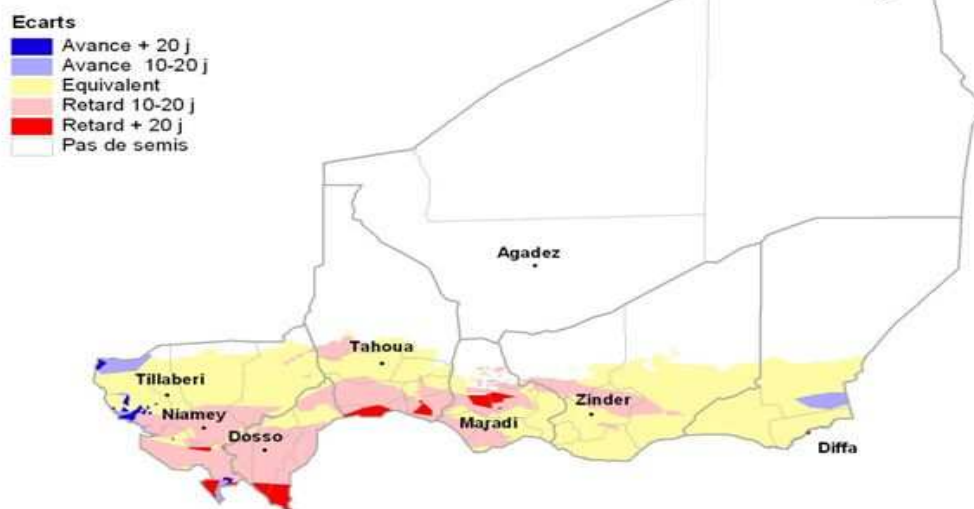 Ecarts
Avance + 20 j
Avance 10-20 j
Equivalent
Retard 10-20 j
Retard + 20 j
Pas de semis
Agadez
Tahoua
Tillaberi
Niamey
Dosso
Maradi
Zinder
Diffa